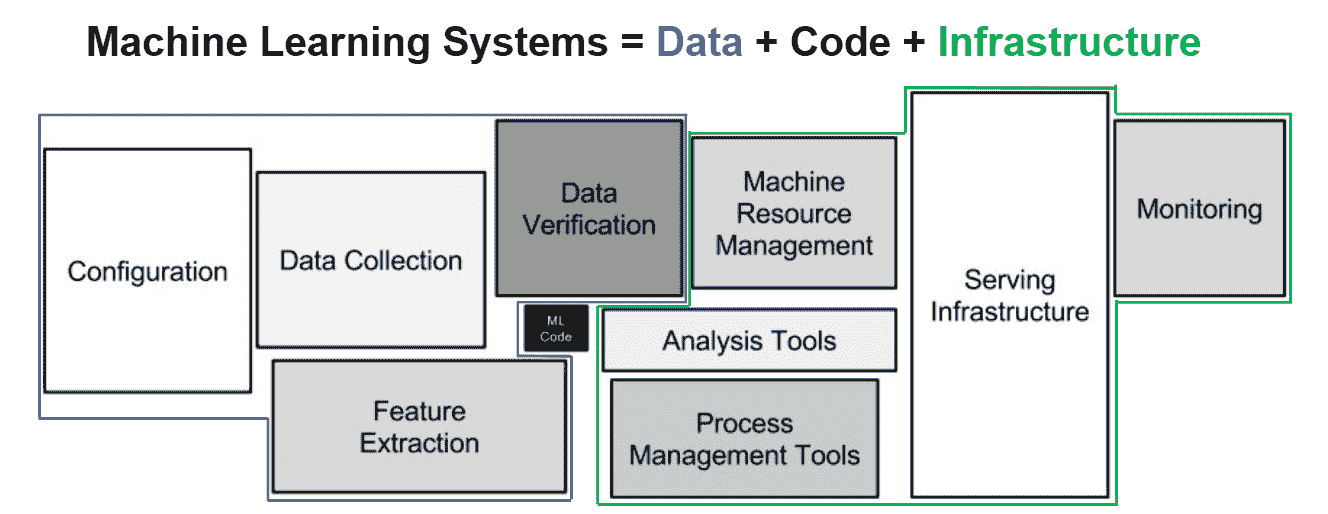 Machine Learning Systems = Data + Code + Infrastructure
Configuration
Data Collection
Data
Verification
ML
Code
Feature
Extraction
Machine
Resource
Management
Analysis Tools
Process
Management Tools
Serving
Infrastructure
Monitoring